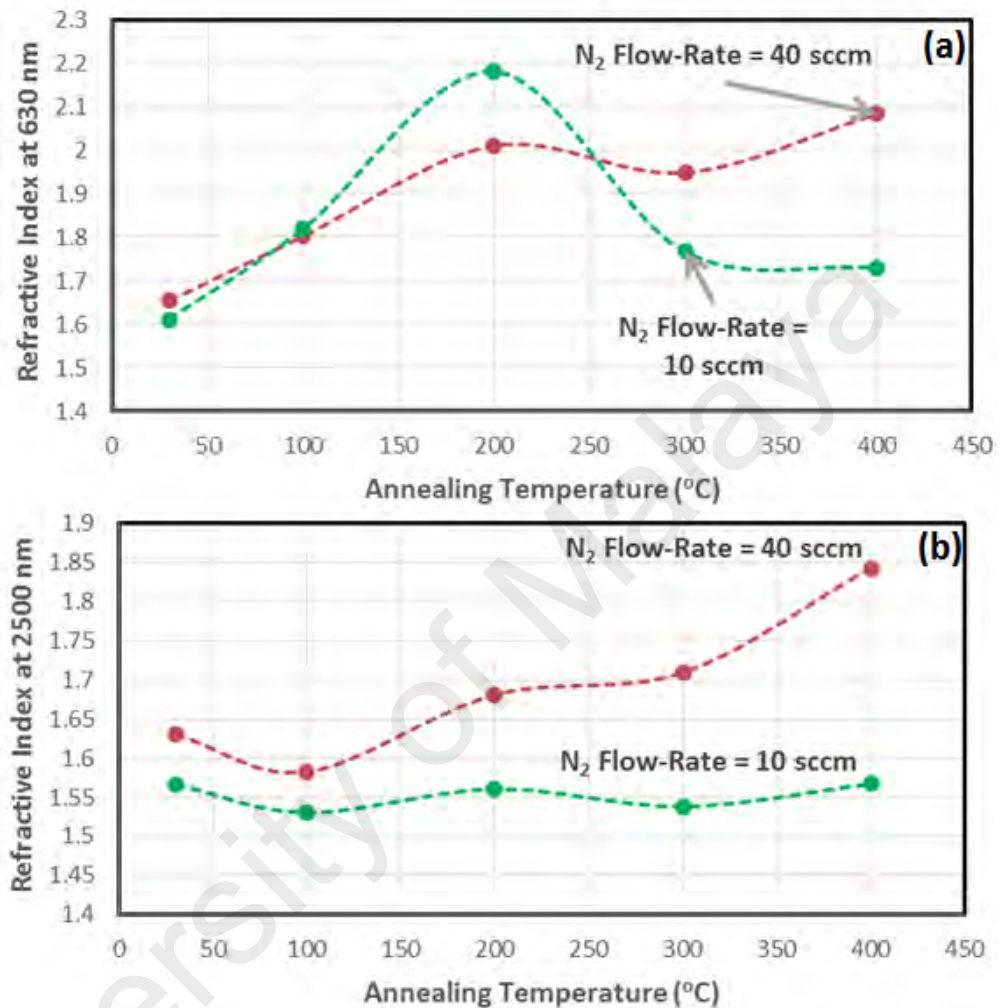 (a)
N₂ Flow-Rate = 40 sccm
Refractive Index at 630 nm
2.3
2.2
2.1
2
1.9
1.8
1.7
1.6
1.5
1.4
N₂ Flow-Rate =
10 sccm
0 50 100 150 200 250 300 350 400 450
Annealing Temperature (°C)
(b)
N₂ Flow-Rate = 40 sccm
Refractive Index at 2500 nm
1.9
1.85
1.8
1.75
1.7
1.65
1.6
1.55
1.5
1.45
1.4
N₂ Flow-Rate = 10 sccm
0 50 100 150 200 250 300 350 400 450
Annealing Temperature (°C)
ersity of Malaya